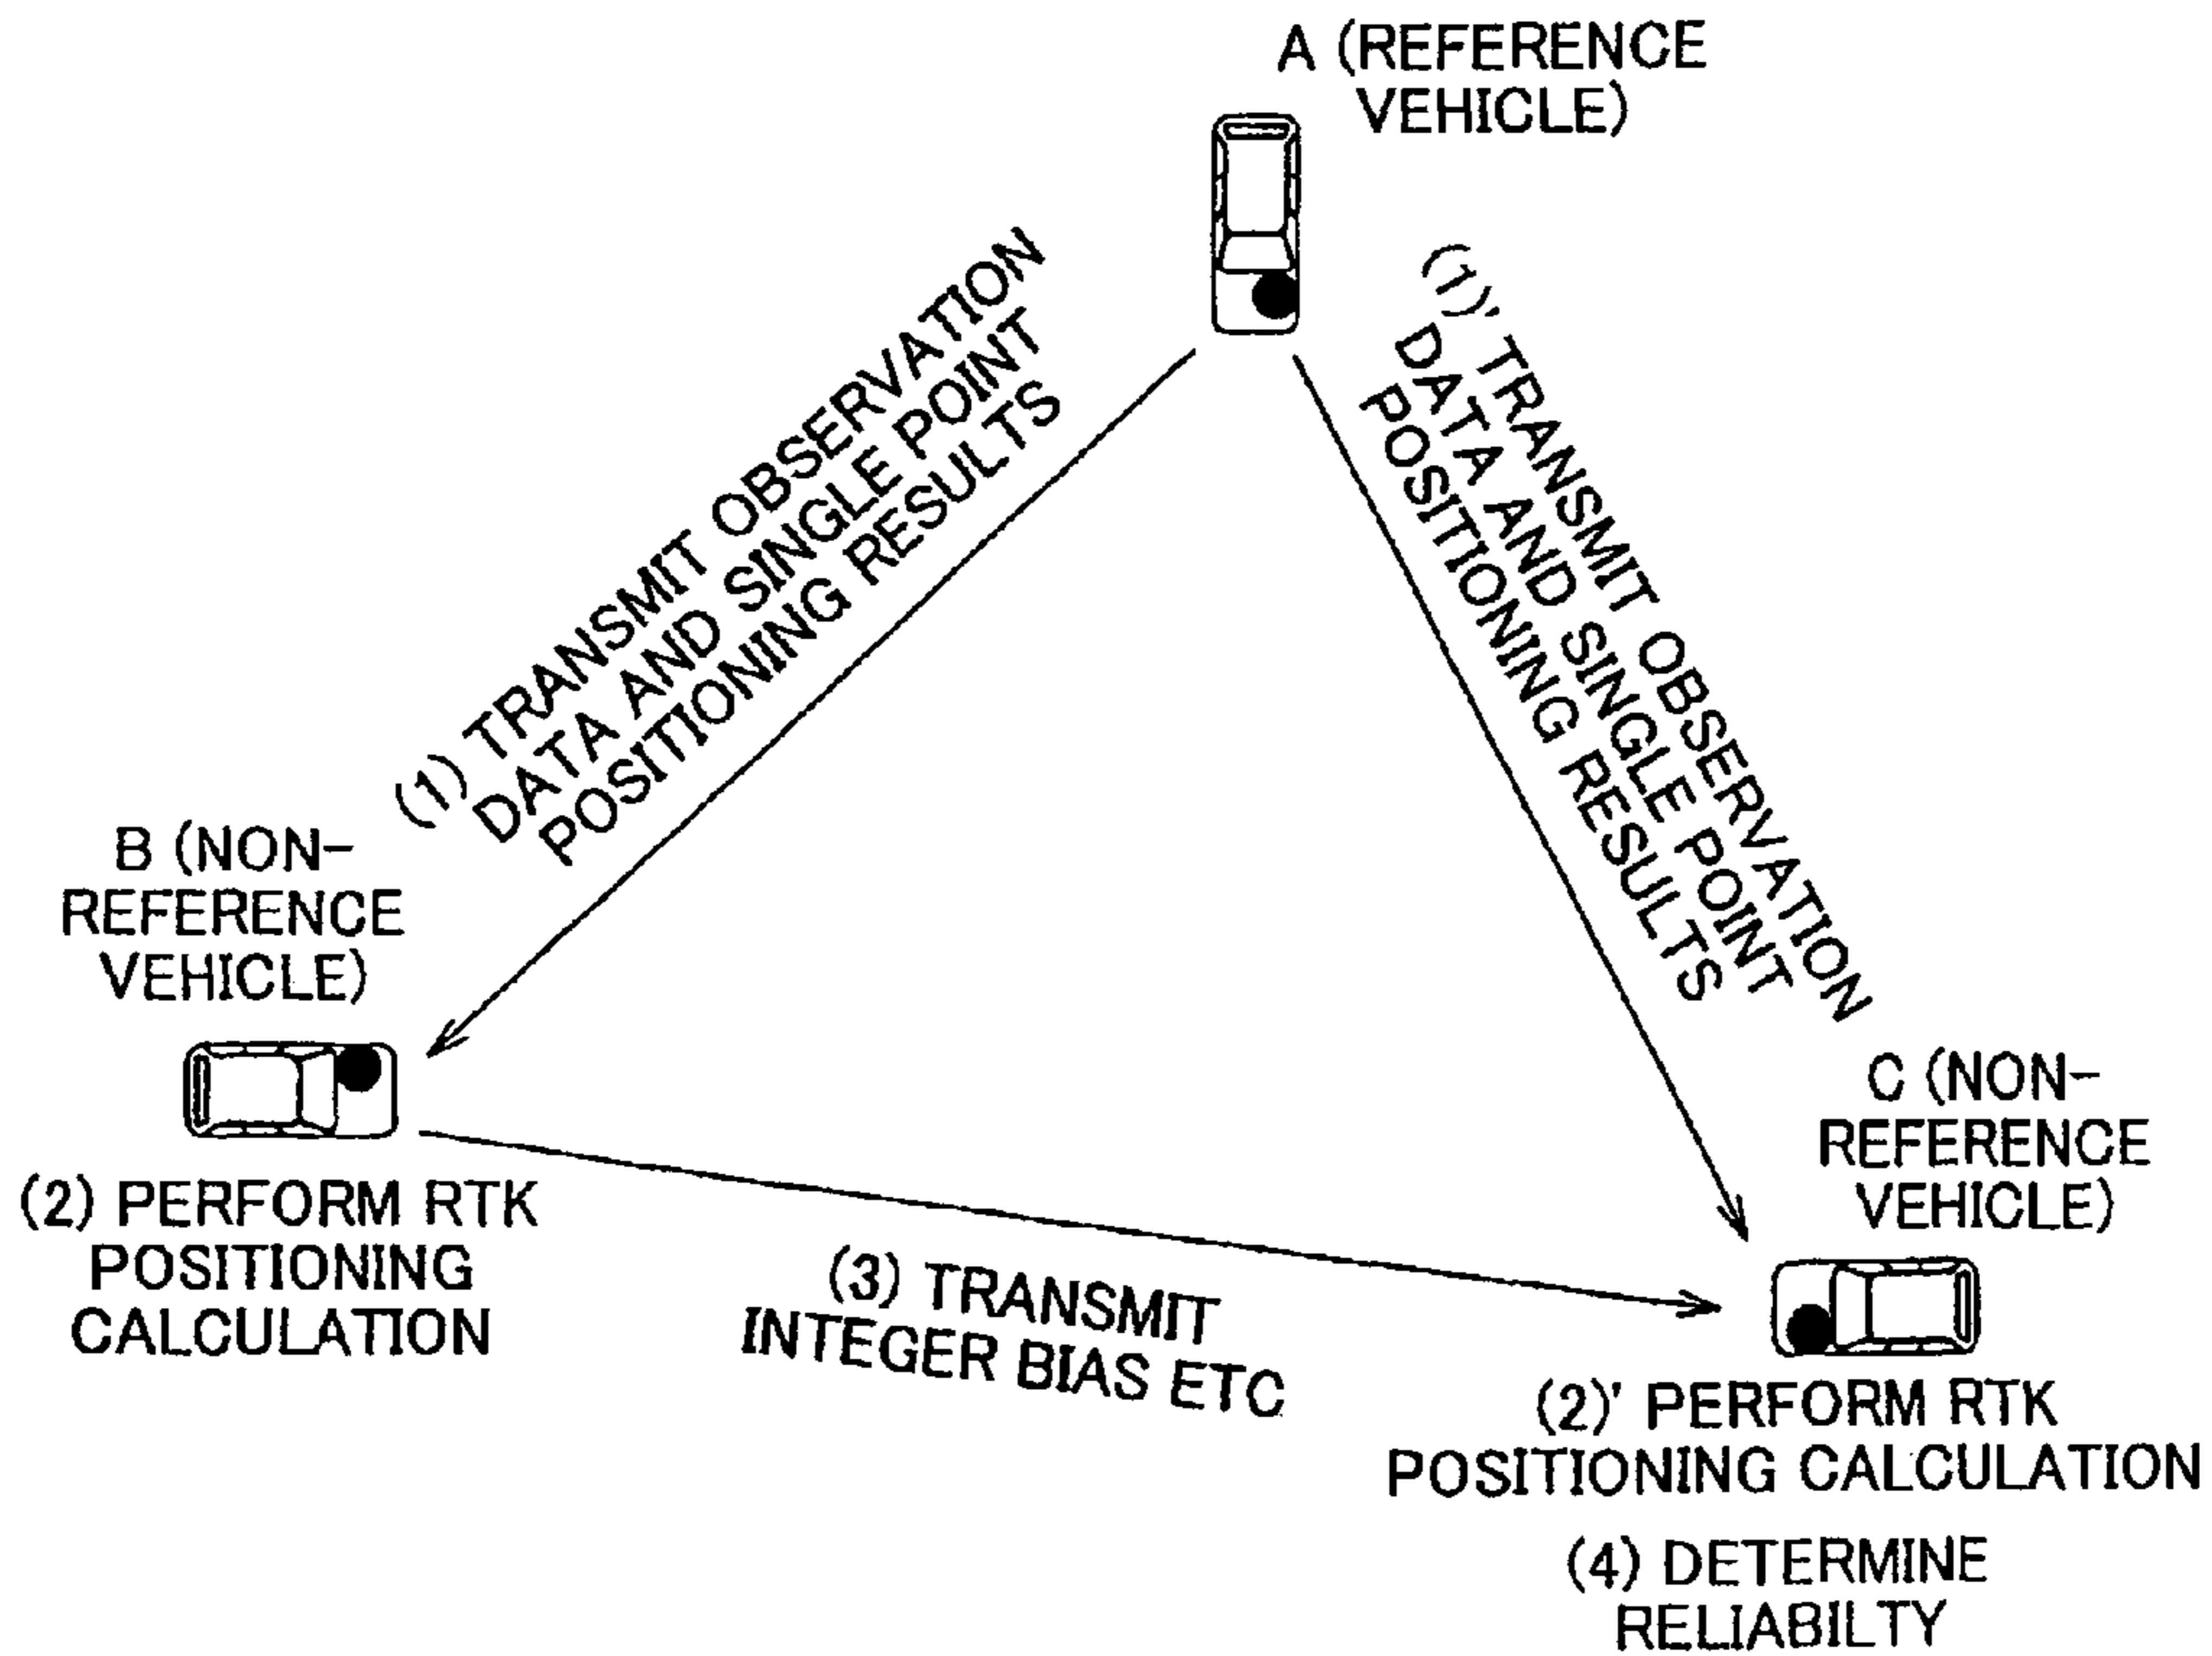 A (REFERENCE
VEHICLE)
(1) TRANSMIT OBSERVATION
DATA AND SINGLE POINT
POSITIONING RESULTS
(1)' TRANSMIT OBSERVATION
DATA AND SINGLE POINT
POSITIONING RESULTS
B (NON-
REFERENCE
VEHICLE)
(2) PERFORM RTK
POSITIONING
CALCULATION
(3) TRANSMIT
INTEGER BIAS ETC
C (NON-
REFERENCE
VEHICLE)
(2)' PERFORM RTK
POSITIONING CALCULATION
(4) DETERMINE
RELIABILTY